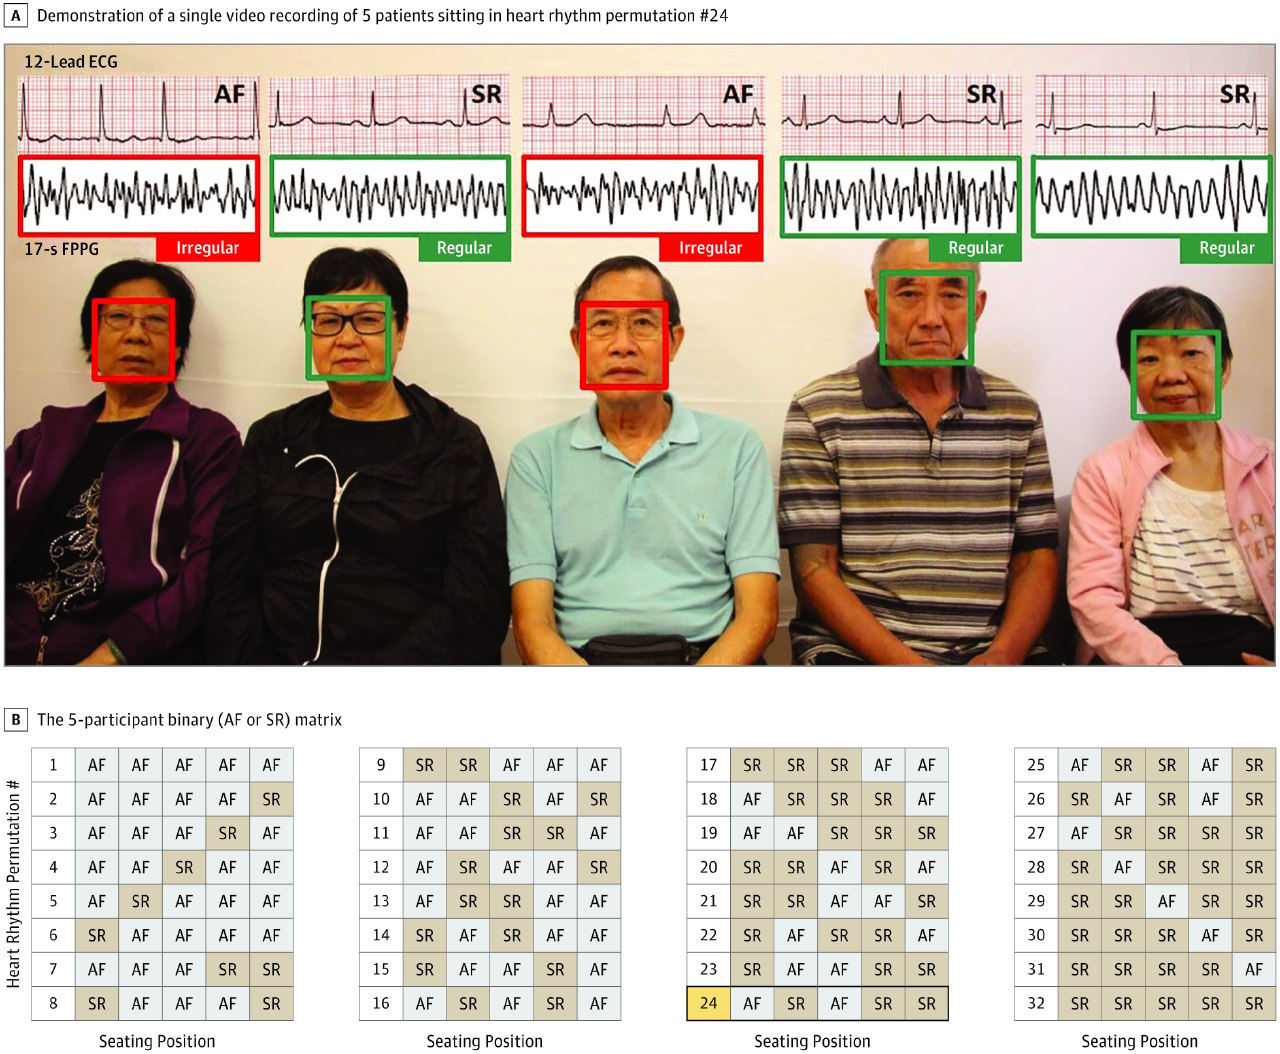 A Demonstration of a single video recording of 5 patients sitting in heart rhythm permutation #24
12-Lead ECG
AF SR AF SR SR
17-s FPPG
Irregular Regular Irregular Regular Regular
B The 5-participant binary (AF or SR) matrix
Heart Rhythm Permutation #
1 AF AF AF AF AF
2 AF AF AF AF SR
3 AF AF AF SR AF
4 AF AF SR AF AF
5 AF SR AF AF AF
6 SR AF AF AF AF
7 AF AF AF SR SR
8 SR AF AF AF SR
Seating Position
9 SR SR AF AF AF
10 AF AF SR AF SR
11 AF AF SR SR AF
12 AF SR AF AF SR
13 AF SR SR AF AF
14 SR AF SR AF AF
15 SR AF AF SR AF
16 AF SR AF SR AF
Seating Position
17 SR SR SR AF AF
18 AF SR SR SR AF
19 AF AF SR SR SR
20 SR SR AF SR AF
21 SR SR AF AF SR
22 SR AF SR SR AF
23 SR AF AF SR SR
24 AF SR AF SR SR
Seating Position
25 AF SR SR AF SR
26 SR AF SR AF SR
27 AF SR SR SR SR
28 SR AF SR SR SR
29 SR SR AF SR SR
30 SR SR SR AF SR
31 SR SR SR SR AF
32 SR SR SR SR SR
Seating Position